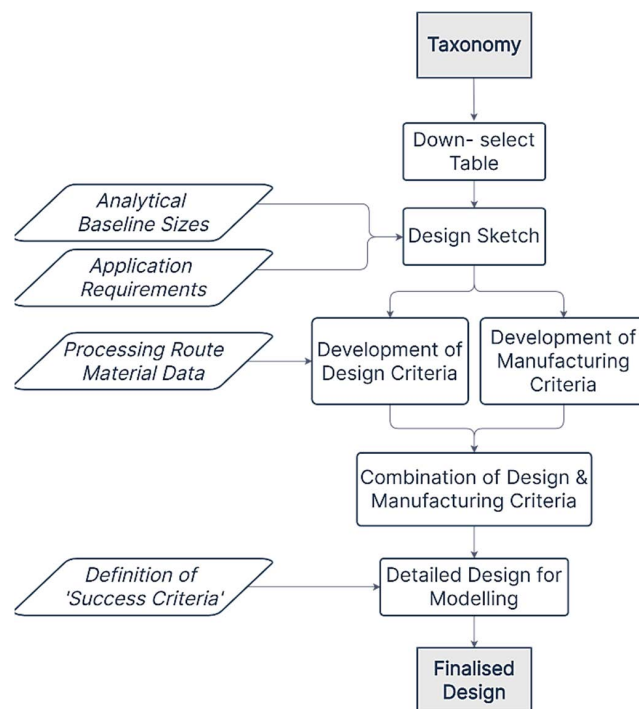 Taxonomy
Down- select
Table
Analytical
Baseline Sizes
Design Sketch
Application
Requirements
Processing Route
Material Data
Development of
Design Criteria
Development of
Manufacturing
Criteria
Combination of Design &
Manufacturing Criteria
Definition of
'Success Criteria'
Detailed Design for
Modelling
Finalised
Design